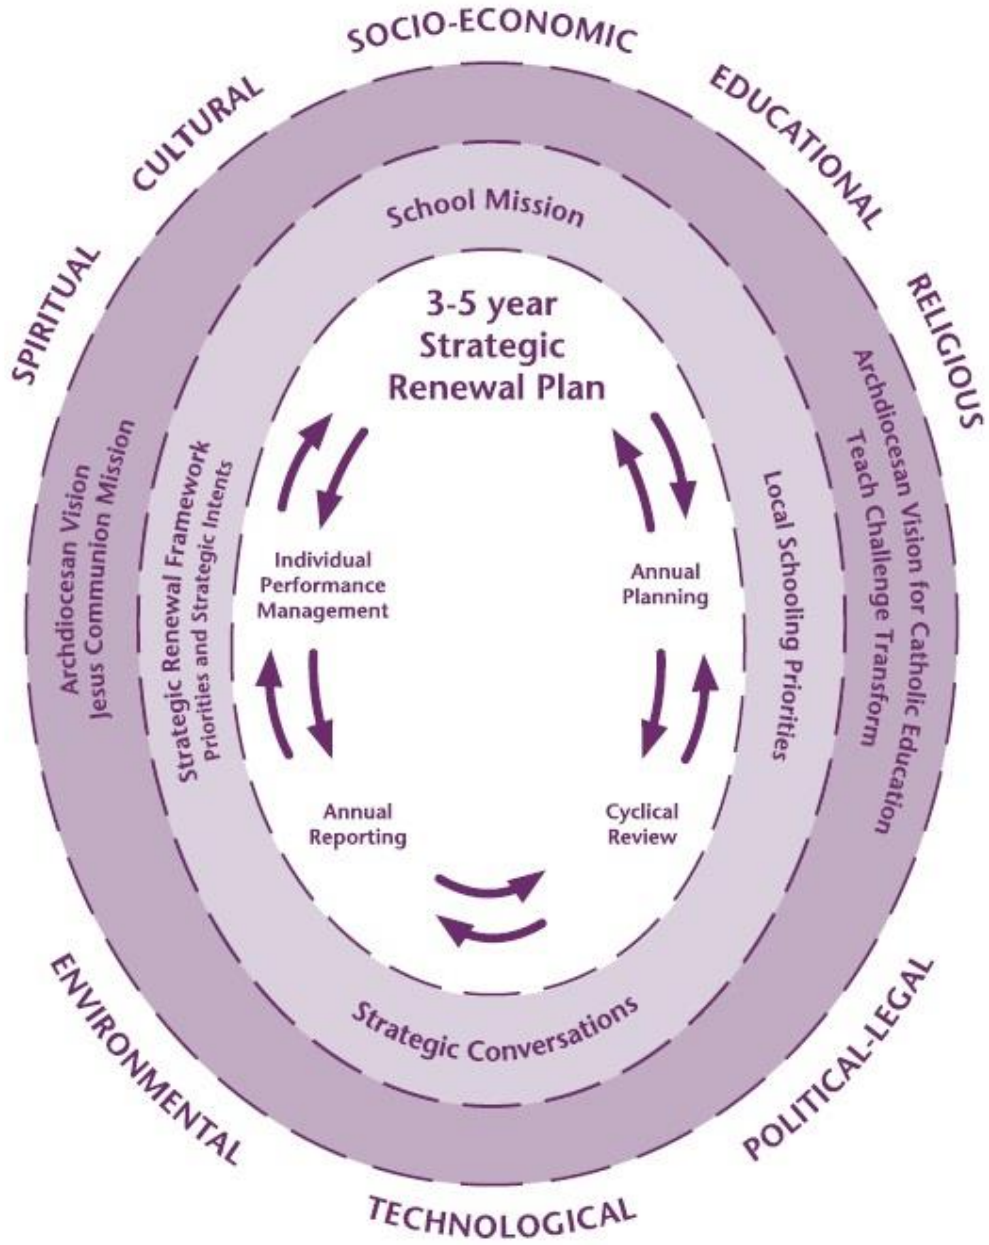 SOCIO-ECONOMIC
EDUCATIONAL
CULTURAL
RELIGIOUS
SPIRITUAL
School Mission
3-5 year
Strategic
Renewal Plan
Archdiocesan Vision
Jesus Communion Mission
Strategic Renewal Framework
Priorities and Strategic Intents
Individual
Performance
Management
Annual
Planning
Local Schooling Priorities
Archdiocesan Vision for Catholic Education
Teach Challenge Transform
Annual
Reporting
Cyclical
Review
Strategic Conversations
ENVIRONMENTAL
POLITICAL-LEGAL
TECHNOLOGICAL